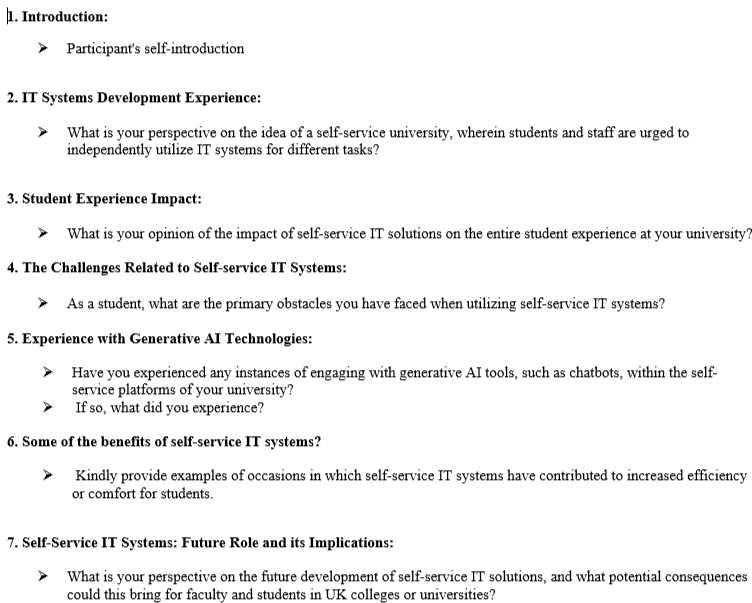 1. Introduction:
➢ Participant's self-introduction
2. IT Systems Development Experience:
➢ What is your perspective on the idea of a self-service university, wherein students and staff are urged to
independently utilize IT systems for different tasks?
3. Student Experience Impact:
➢ What is your opinion of the impact of self-service IT solutions on the entire student experience at your university?
4. The Challenges Related to Self-service IT Systems:
➢ As a student, what are the primary obstacles you have faced when utilizing self-service IT systems?
5. Experience with Generative AI Technologies:
➢ Have you experienced any instances of engaging with generative AI tools, such as chatbots, within the self-
service platforms of your university?
➢ If so, what did you experience?
6. Some of the benefits of self-service IT systems?
➢ Kindly provide examples of occasions in which self-service IT systems have contributed to increased efficiency
or comfort for students.
7. Self-Service IT Systems: Future Role and its Implications:
➢ What is your perspective on the future development of self-service IT solutions, and what potential consequences
could this bring for faculty and students in UK colleges or universities?